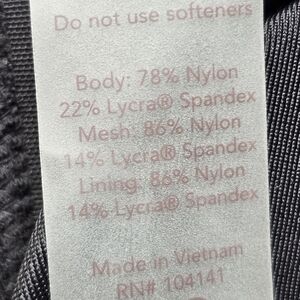 Do not use softeners
Body: 78% Nylon
22% Lycra® Spandex
Mesh: 86% Nylon
14% Lycra® Spandex
Lining: 86% Nylon
14% Lycra® Spandex
Made in Vietnam
RN# 104141